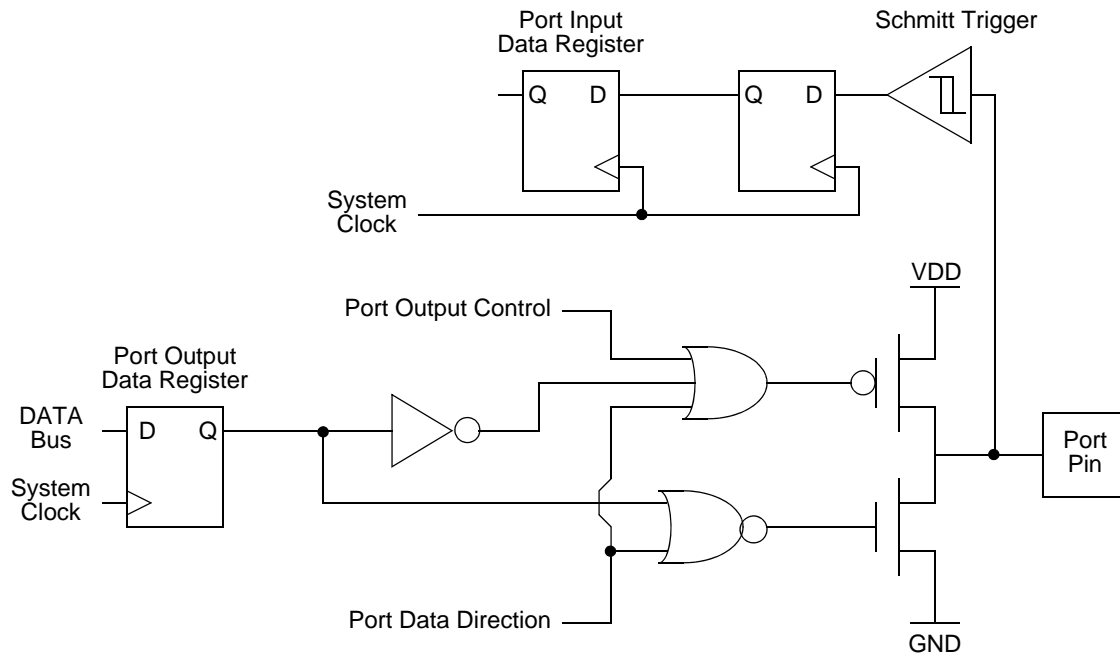 Port Input
Data Register
Schmitt Trigger
Q D
Q D
System
Clock
VDD
Port Output Control
Port Output
Data Register
DATA
Bus
D Q
System
Clock
Port
Pin
Port Data Direction
GND